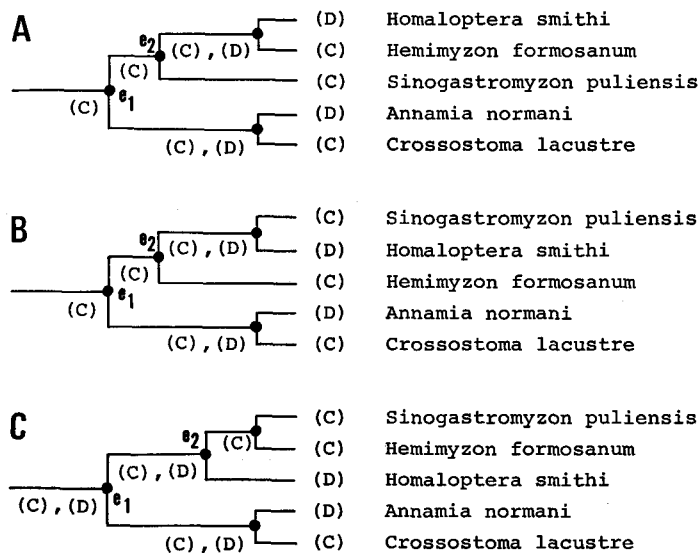 A
(D) Homaloptera smithi
e2
(C),(D)
(C) Hemimyzon formosanum
(C)
(C) Sinogastromyzon puliensis
(C)
e1
(D) Annamia normani
(C),(D)
(C) Crossostoma lacustre
B
(C) Sinogastromyzon puliensis
e2
(C),(D)
(D) Homaloptera smithi
(C)
(C) Hemimyzon formosanum
(C)
e1
(D) Annamia normani
(C),(D)
(C) Crossostoma lacustre
C
(C) Sinogastromyzon puliensis
e2
(C)
(C) Hemimyzon formosanum
(C),(D)
(D) Homaloptera smithi
(C),(D)
e1
(D) Annamia normani
(C),(D)
(C) Crossostoma lacustre